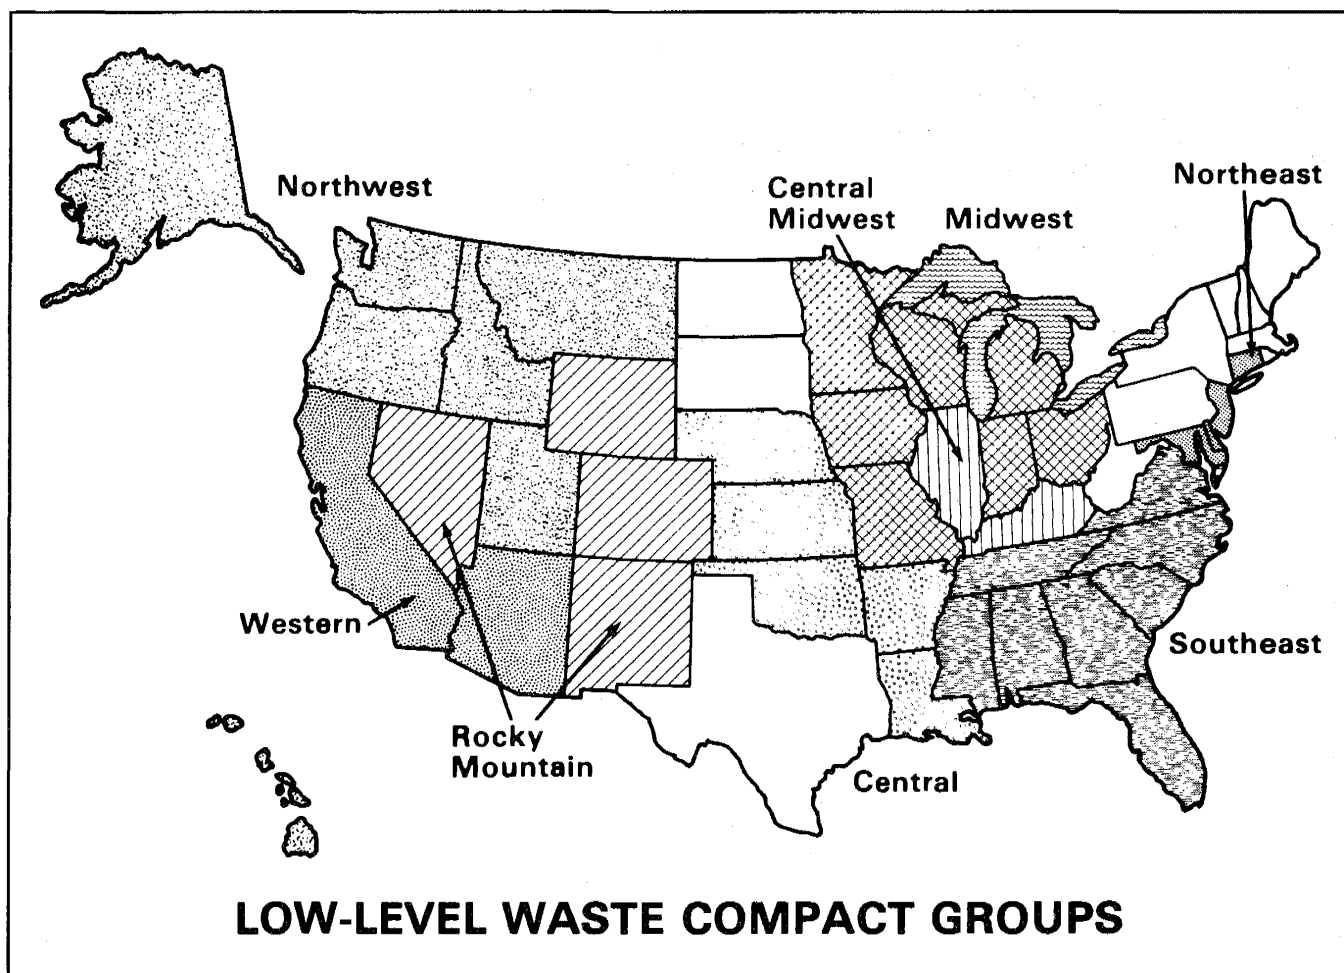 Northwest
Central
Midwest
Midwest
Northeast
Western
Rocky
Mountain
Southeast
Central
LOW-LEVEL WASTE COMPACT GROUPS